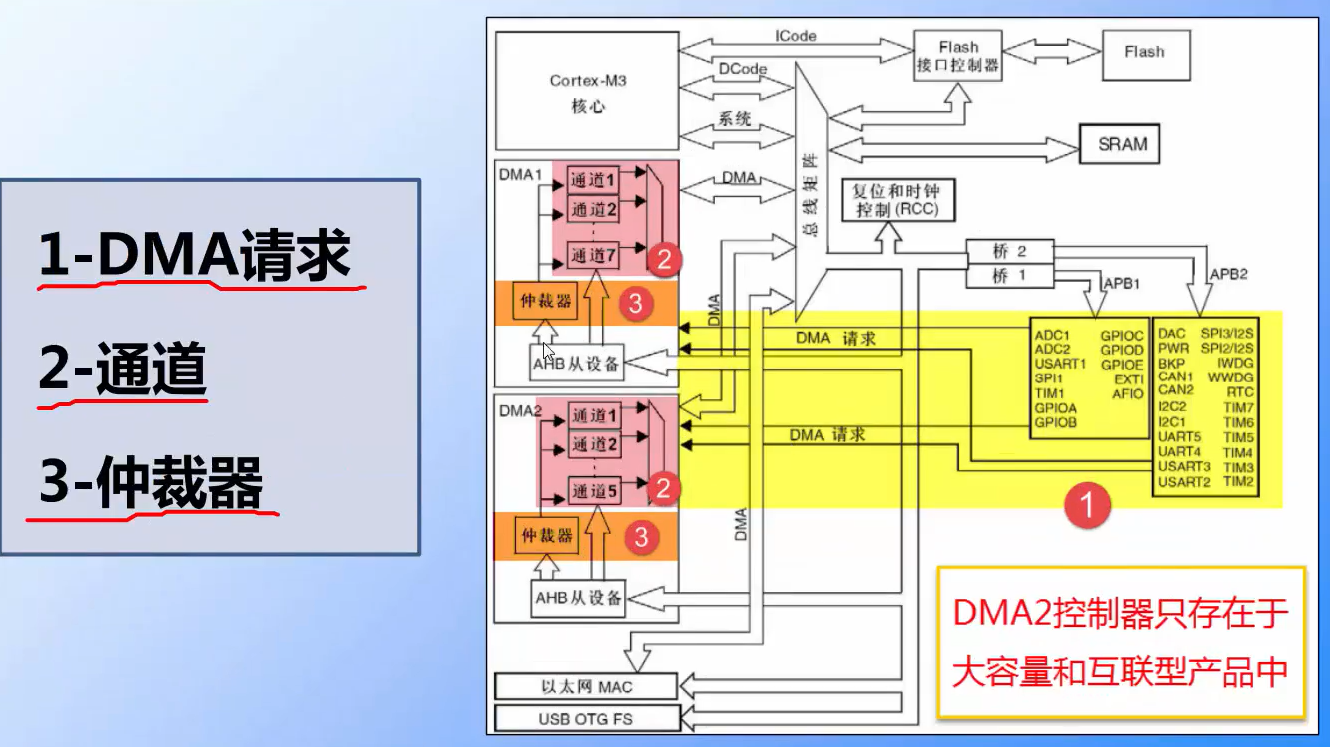 1-DMA请求
2-通道
3-仲裁器
Cortex-M3
核心
ICode
DCode
系统
DMA
Flash
接口控制器
Flash
SRAM
总线矩阵
复位和时钟
控制(RCC)
桥 2
桥 1
APB1
APB2
DMA1
通道1
通道2
通道7
2
仲裁器
3
AHB从设备
DMA
DMA 请求
ADC1
ADC2
USART1
SPI1
TIM1
GPIOA
GPIOB
GPIOC
GPIOD
GPIOE
EXTI
AFIO
DAC
PWR
BKP
CAN1
CAN2
I2C2
I2C1
UART5
UART4
USART3
USART2
SPI3/I2S
SPI2/I2S
IWDG
WWDG
RTC
TIM7
TIM6
TIM5
TIM4
TIM3
TIM2
1
DMA2
通道1
通道2
通道5
2
仲裁器
3
AHB从设备
DMA 请求
DMA
以太网 MAC
USB OTG FS
DMA2控制器只存在于
大容量和互联型产品中